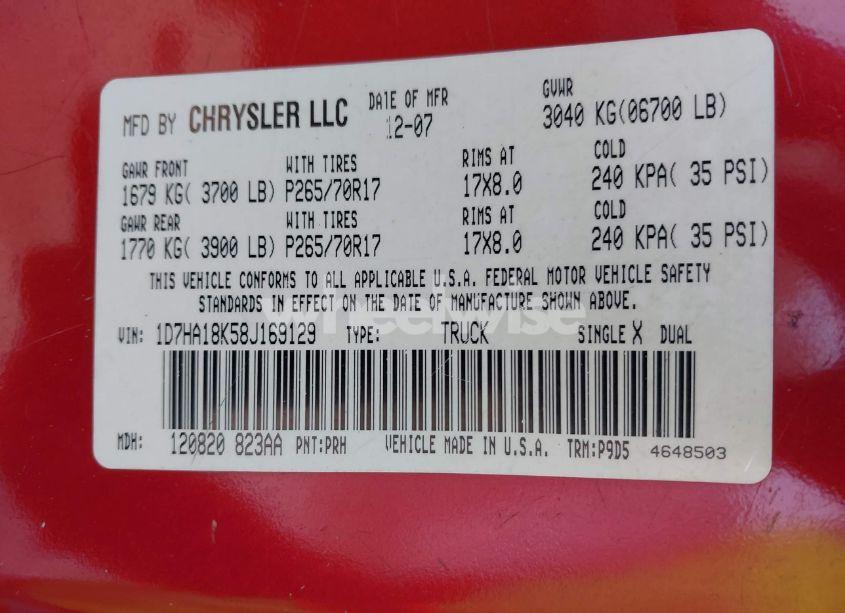 MFD BY CHRYSLER LLC DATE OF MFR 12-07 GVWR 3040 KG(06700 LB)
GAWR FRONT WITH TIRES RIMS AT COLD
1679 KG( 3700 LB) P265/70R17 17X8.0 240 KPA( 35 PSI)
GAWR REAR WITH TIRES RIMS AT COLD
1770 KG( 3900 LB) P265/70R17 17X8.0 240 KPA( 35 PSI)
THIS VEHICLE CONFORMS TO ALL APPLICABLE U.S.A. FEDERAL MOTOR VEHICLE SAFETY
STANDARDS IN EFFECT ON THE DATE OF MANUFACTURE SHOWN ABOVE.
wheelwise
VIN: 1D7HA18K58J169129 TYPE: TRUCK SINGLE X DUAL
MDH: 120820 823AA PNT:PRH VEHICLE MADE IN U.S.A. TRM:P9D5 4648503